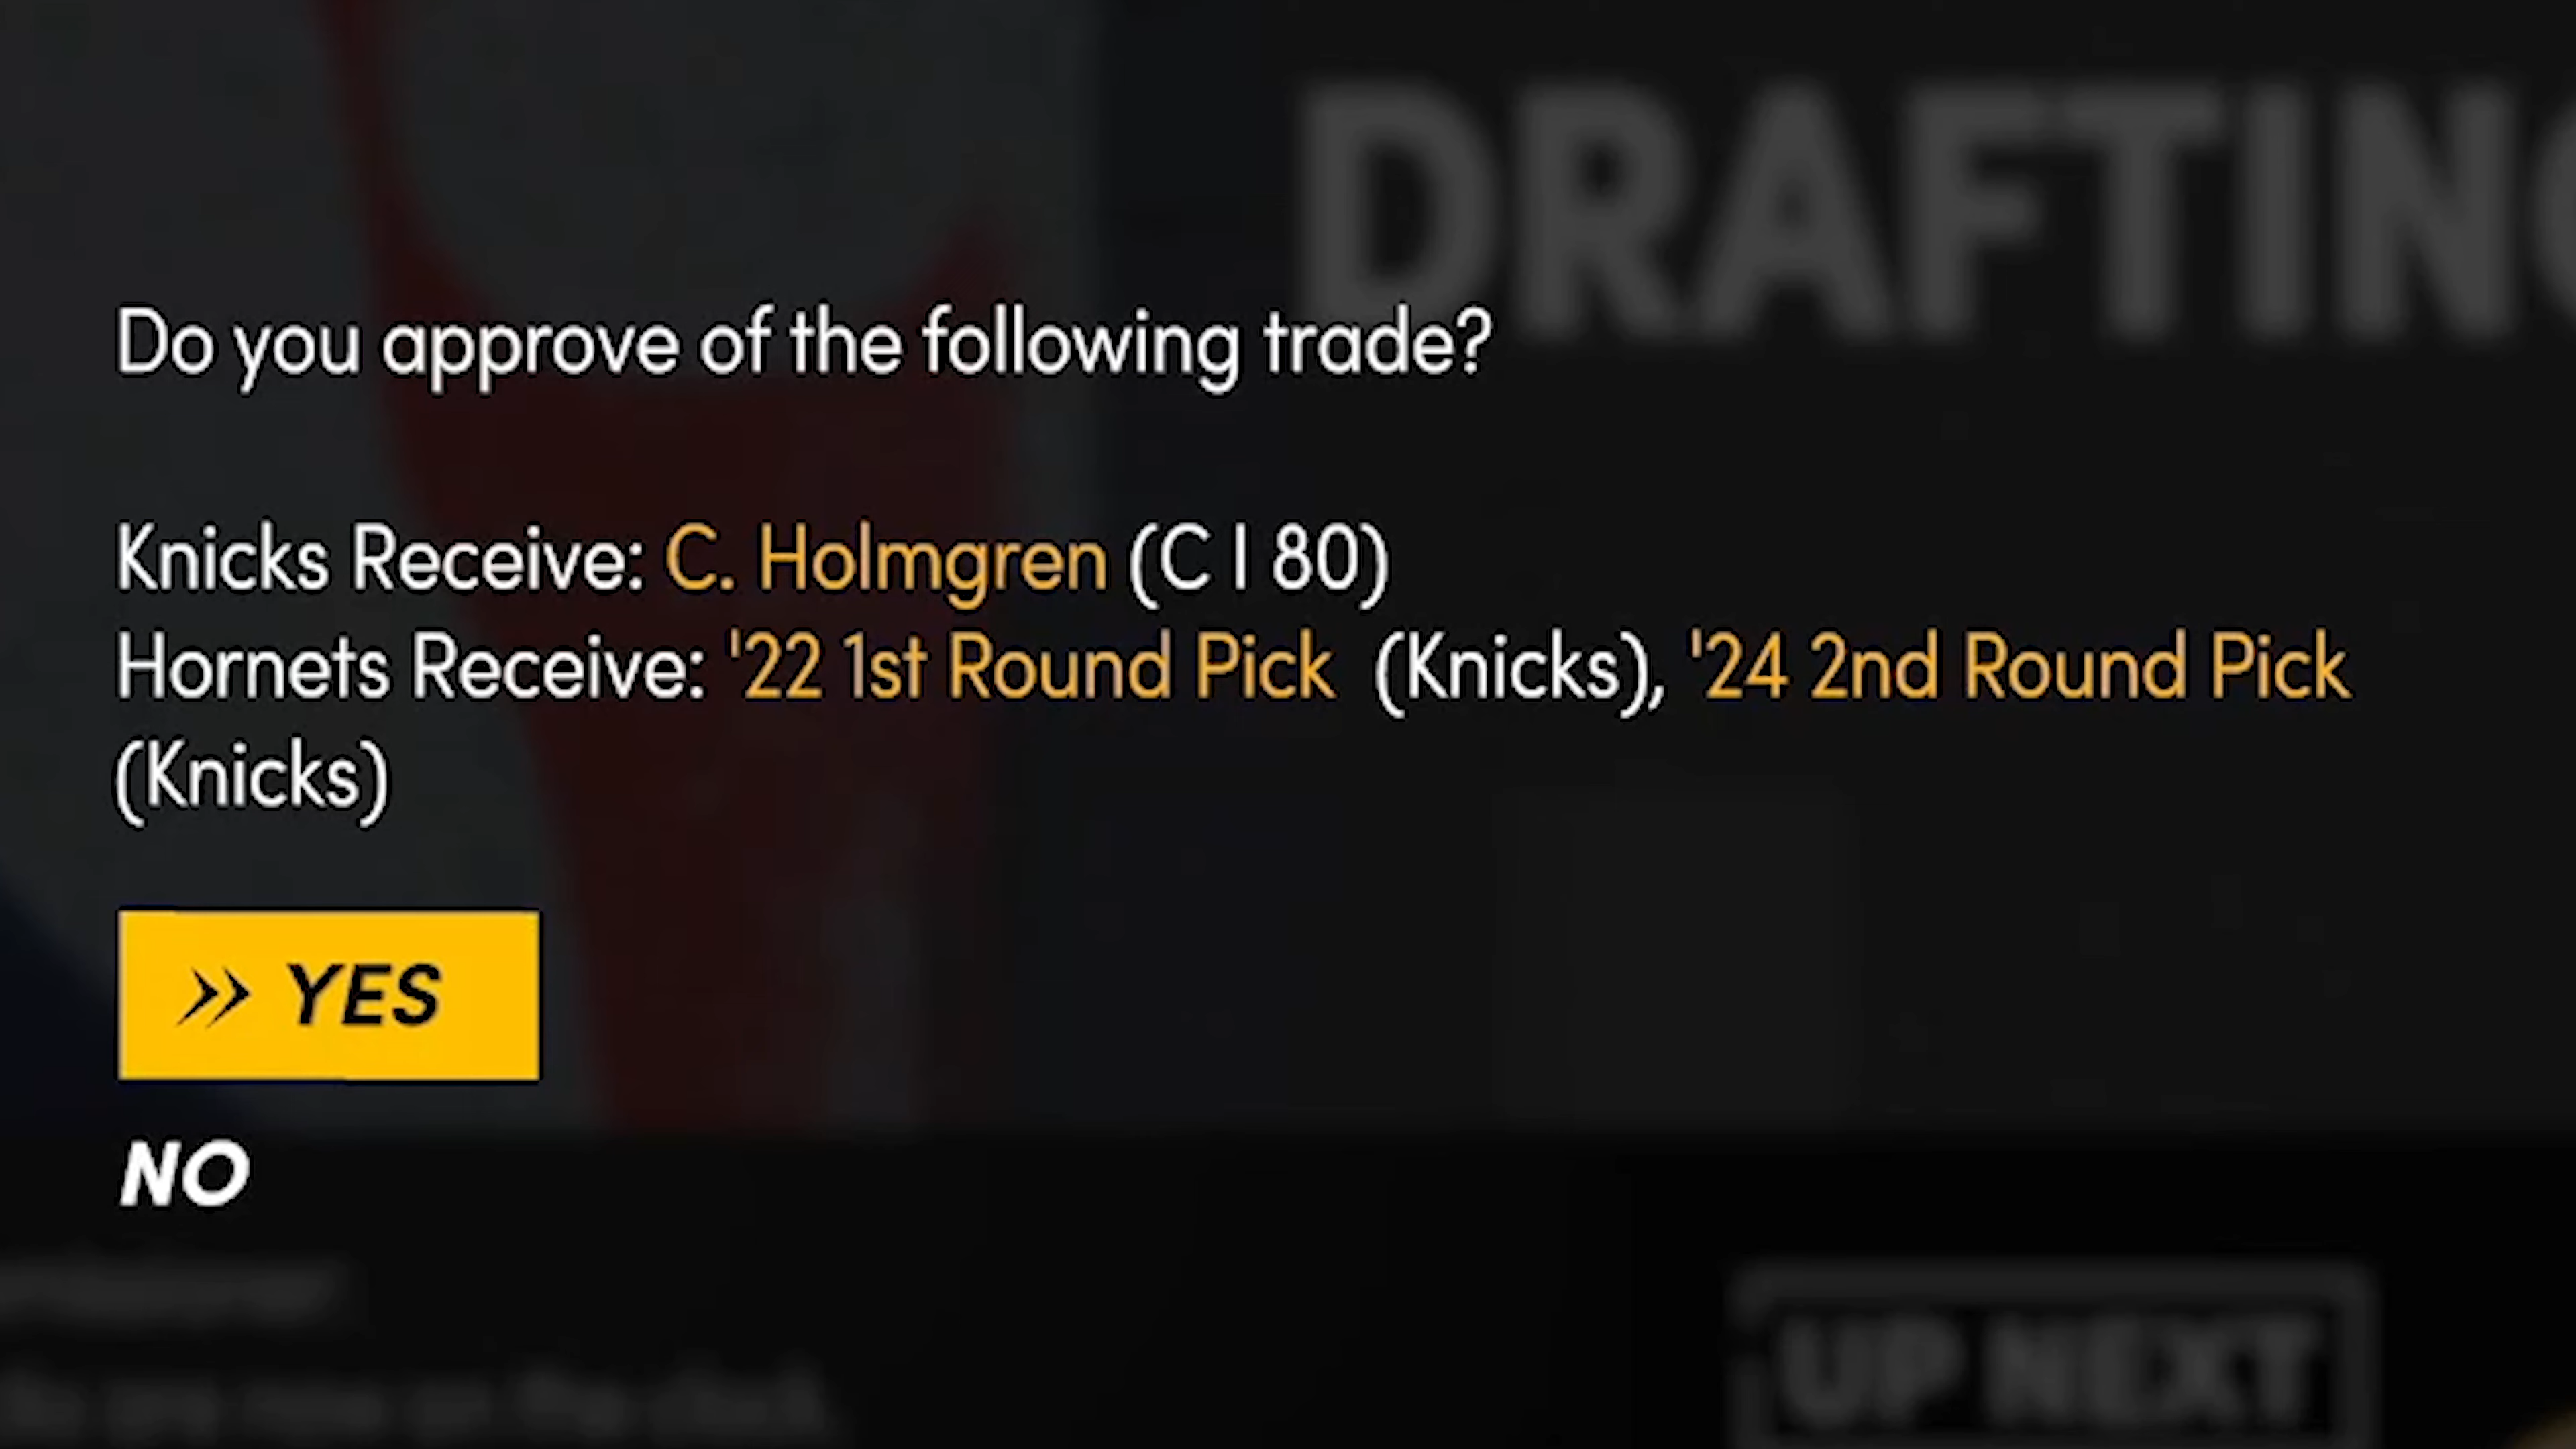 DRAFTING
Do you approve of the following trade?
Knicks Receive: C. Holmgren (C | 80)
Hornets Receive: '22 1st Round Pick (Knicks), '24 2nd Round Pick
(Knicks)
YES
NO
UP NEXT